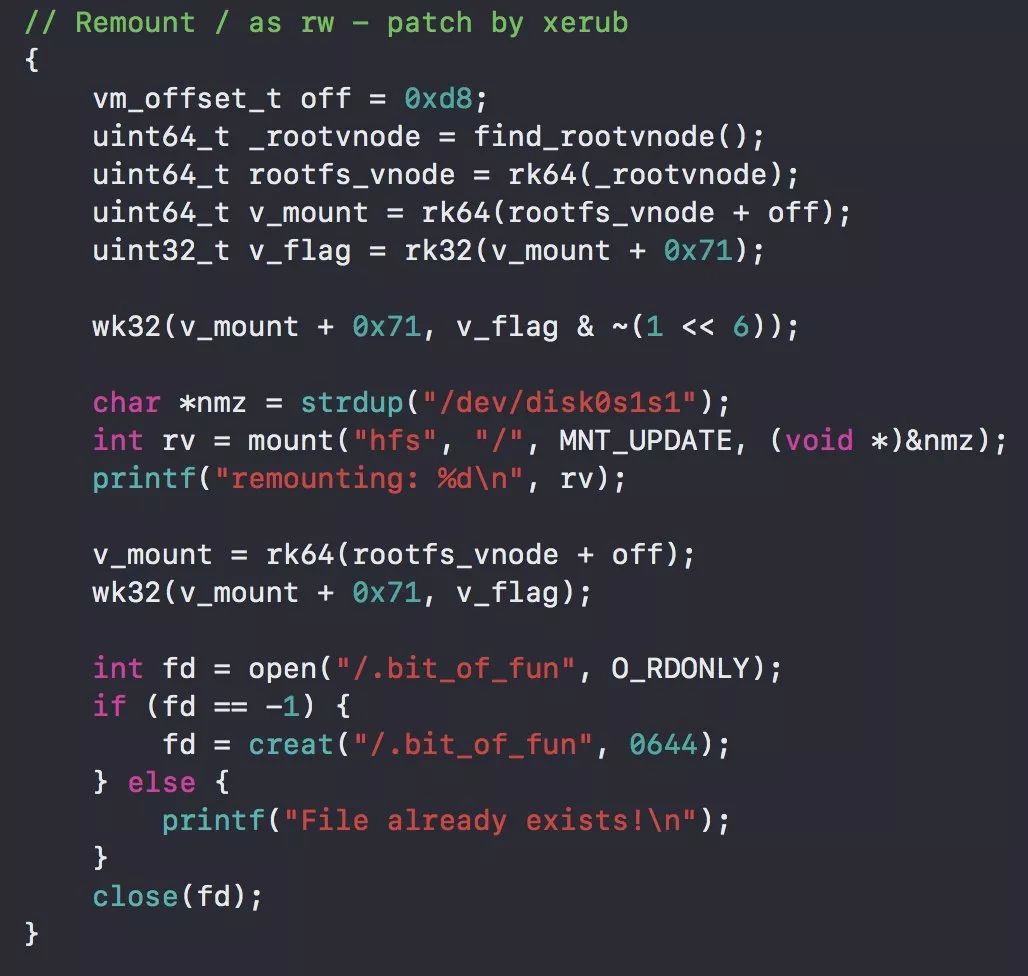 // Remount / as rw – patch by xerub
{
    vm_offset_t off = 0xd8;
    uint64_t _rootvnode = find_rootvnode();
    uint64_t rootfs_vnode = rk64(_rootvnode);
    uint64_t v_mount = rk64(rootfs_vnode + off);
    uint32_t v_flag = rk32(v_mount + 0x71);

    wk32(v_mount + 0x71, v_flag & ~(1 << 6));

    char *nmz = strdup("/dev/disk0s1s1");
    int rv = mount("hfs", "/", MNT_UPDATE, (void *)&nmz);
    printf("remounting: %d\n", rv);

    v_mount = rk64(rootfs_vnode + off);
    wk32(v_mount + 0x71, v_flag);

    int fd = open("/.bit_of_fun", O_RDONLY);
    if (fd == -1) {
        fd = creat("/.bit_of_fun", 0644);
    } else {
        printf("File already exists!\n");
    }
    close(fd);
}